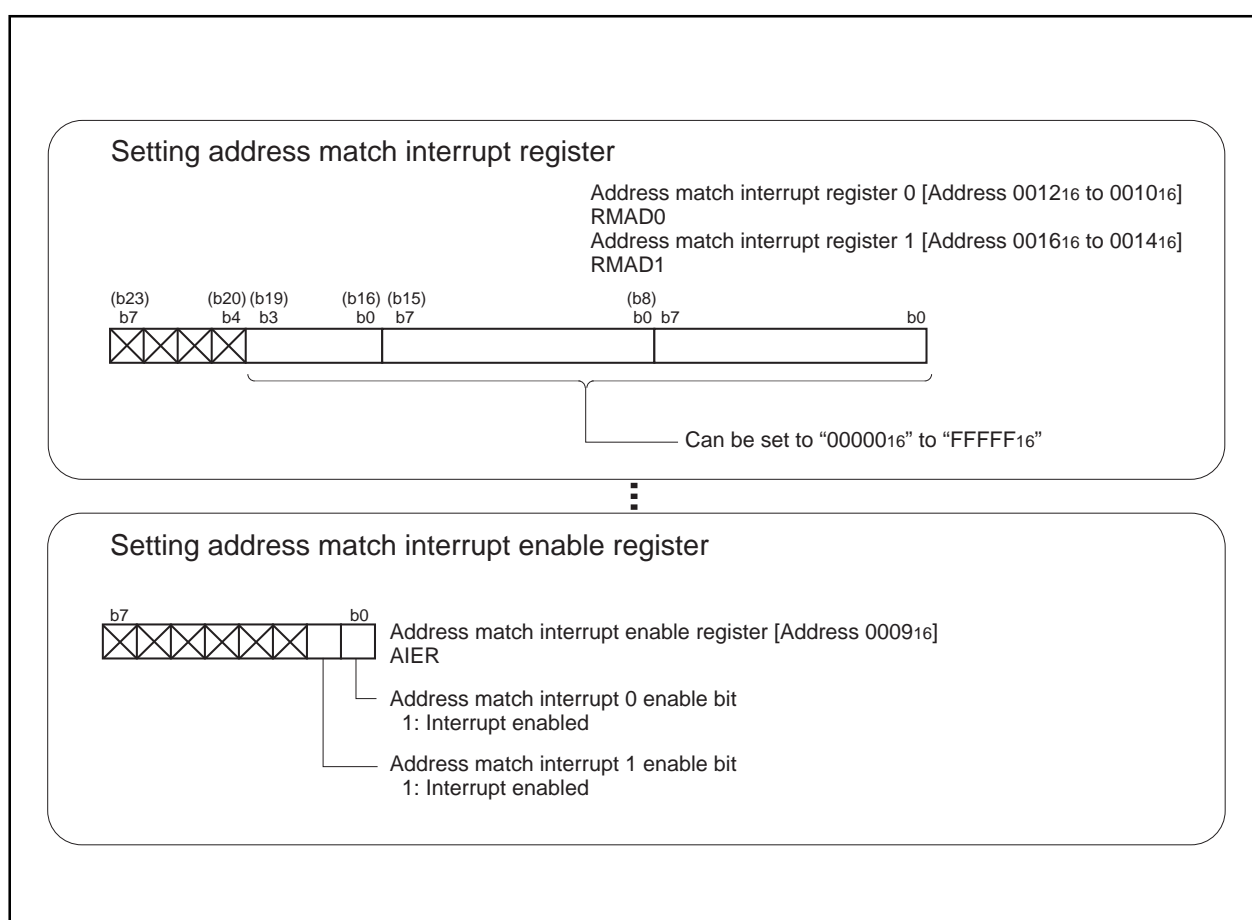 Setting address match interrupt register
Address match interrupt register 0 [Address 001216 to 001016]
RMAD0
Address match interrupt register 1 [Address 001616 to 001416]
RMAD1
(b23) (b20) (b19) (b16) (b15) (b8)
b7 b4 b3 b0 b7 b0 b7 b0
Can be set to “0000016” to “FFFFF16”
Setting address match interrupt enable register
b7 b0
Address match interrupt enable register [Address 000916]
AIER
Address match interrupt 0 enable bit
1: Interrupt enabled
Address match interrupt 1 enable bit
1: Interrupt enabled